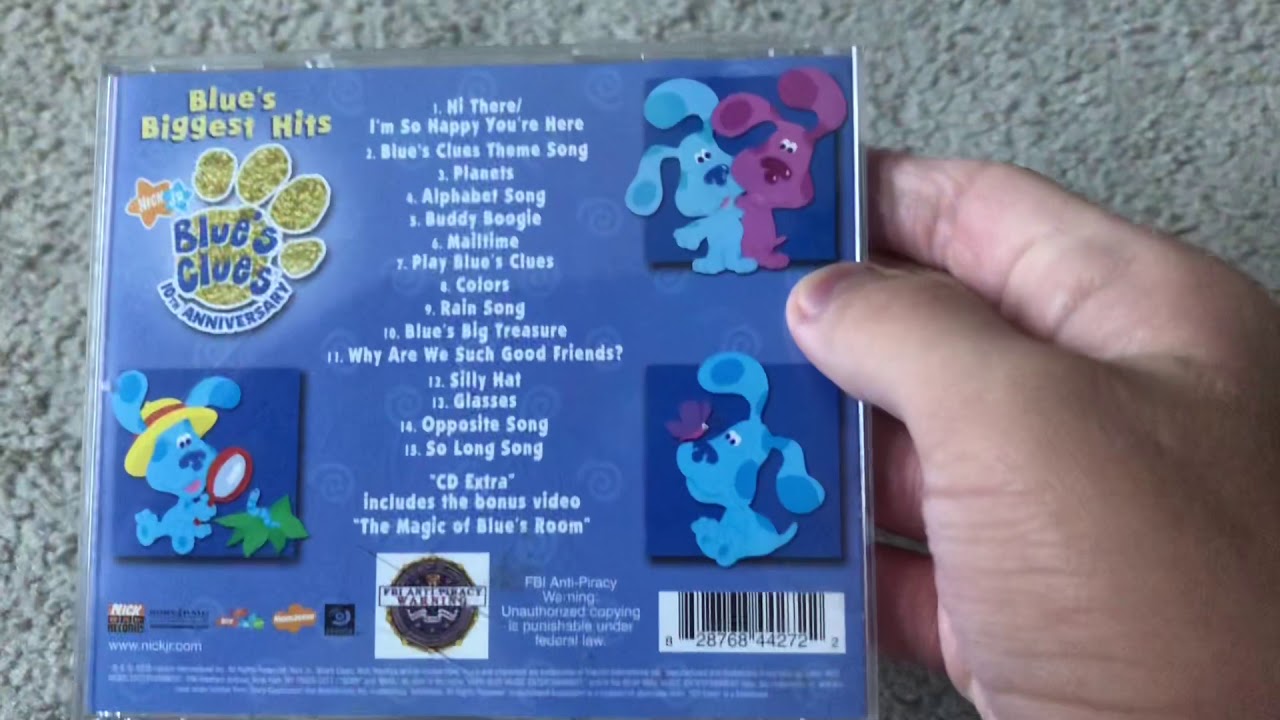 Blue's
Biggest Hits
NICK JR.
Blue's
Clues
10TH ANNIVERSARY
1. Hi There/
I'm So Happy You're Here
2. Blue's Clues Theme Song
3. Planets
4. Alphabet Song
5. Buddy Boogie
6. Mailtime
7. Play Blue's Clues
8. Colors
9. Rain Song
10. Blue's Big Treasure
11. Why Are We Such Good Friends?
12. Silly Hat
13. Glasses
14. Opposite Song
15. So Long Song
"CD Extra"
includes the bonus video
"The Magic of Blue's Room"
FBI ANTI-PIRACY
WARNING
FBI Anti-Piracy
Warning:
Unauthorized copying
is punishable under
federal law.
NICK
RECORDS
NICKELODEON
8 28768 44272 2
www.nickjr.com